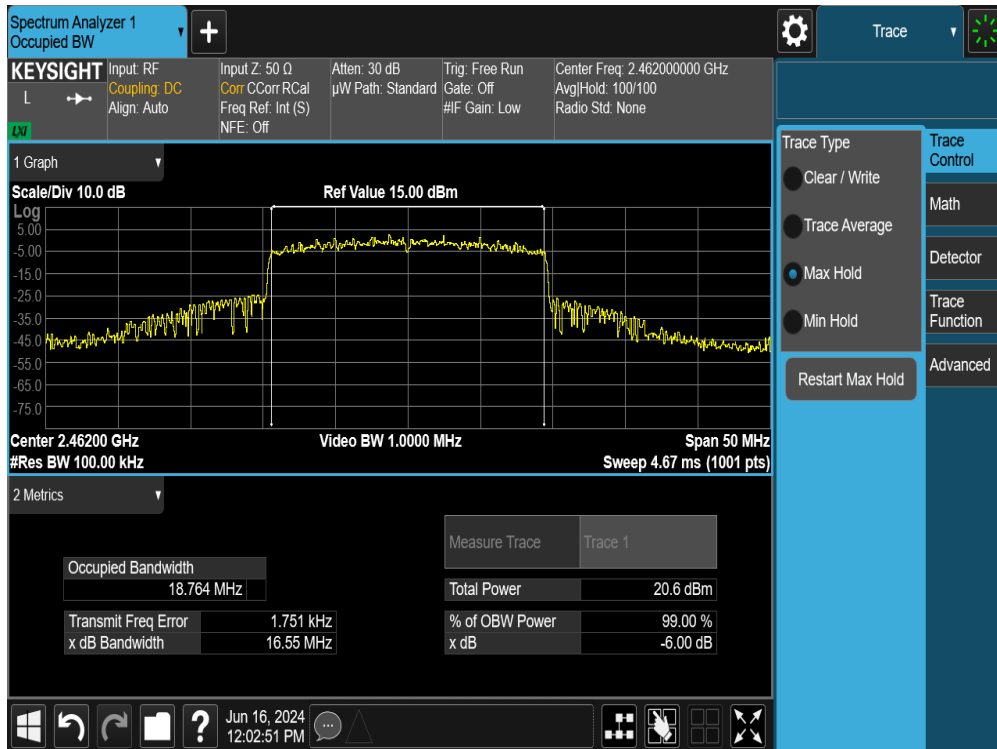 Spectrum Analyzer 1
Occupied BW
+
Trace
KEYSIGHT
L
LXI
Input: RF
Coupling: DC
Align: Auto
Input Z: 50 Ω
Corr CCorr RCal
Freq Ref: Int (S)
NFE: Off
Atten: 30 dB
µW Path: Standard
Trig: Free Run
Gate: Off
#IF Gain: Low
Center Freq: 2.462000000 GHz
Avg|Hold: 100/100
Radio Std: None
1 Graph
Scale/Div 10.0 dB
Ref Value 15.00 dBm
Log
5.00
-5.00
-15.0
-25.0
-35.0
-45.0
-55.0
-65.0
-75.0
Center 2.46200 GHz
Video BW 1.0000 MHz
Span 50 MHz
#Res BW 100.00 kHz
Sweep 4.67 ms (1001 pts)
2 Metrics
Measure Trace
Trace 1
Occupied Bandwidth
18.764 MHz
Total Power
20.6 dBm
Transmit Freq Error
1.751 kHz
% of OBW Power
99.00 %
x dB Bandwidth
16.55 MHz
x dB
-6.00 dB
Trace Type
Clear / Write
Trace Average
Max Hold
Min Hold
Restart Max Hold
Trace
Control
Math
Detector
Trace
Function
Advanced
?
Jun 16, 2024
12:02:51 PM